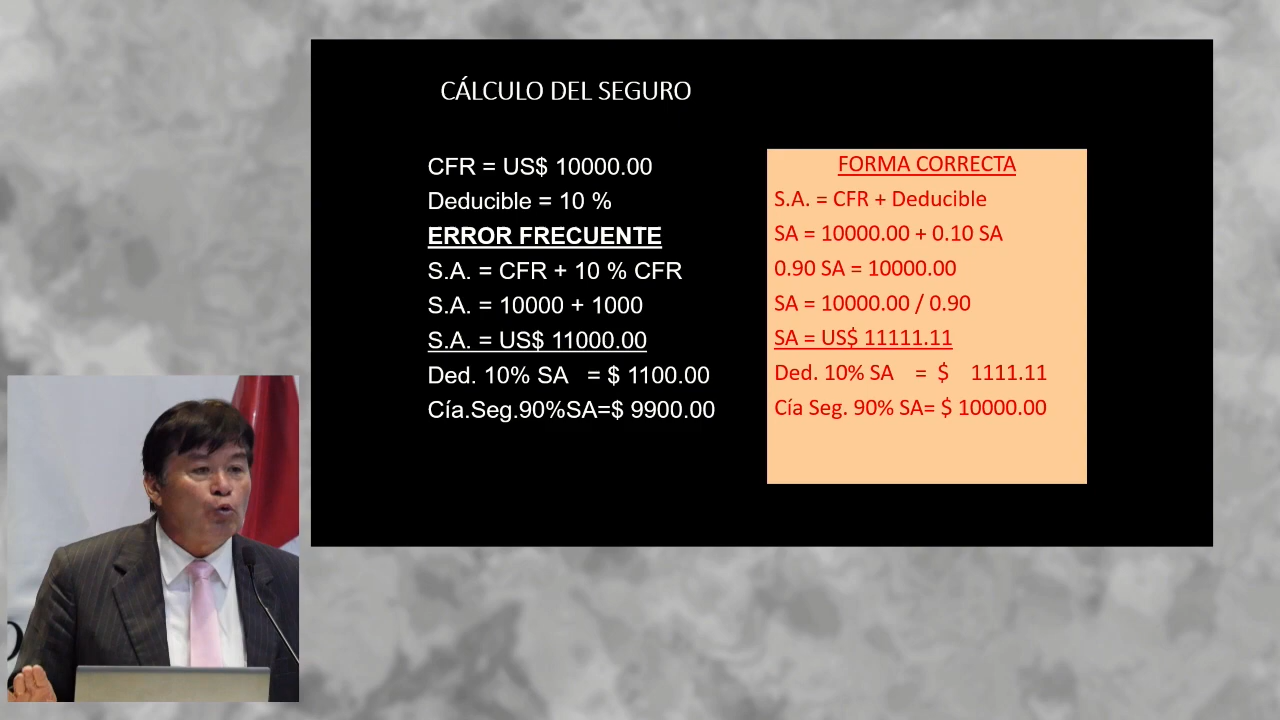 CÁLCULO DEL SEGURO
CFR = US$ 10000.00
Deducible = 10 %
ERROR FRECUENTE
S.A. = CFR + 10 % CFR
S.A. = 10000 + 1000
S.A. = US$ 11000.00
Ded. 10% SA = $ 1100.00
Cía.Seg.90%SA=$ 9900.00
FORMA CORRECTA
S.A. = CFR + Deducible
SA = 10000.00 + 0.10 SA
0.90 SA = 10000.00
SA = 10000.00 / 0.90
SA = US$ 11111.11
Ded. 10% SA = $ 1111.11
Cía Seg. 90% SA= $ 10000.00